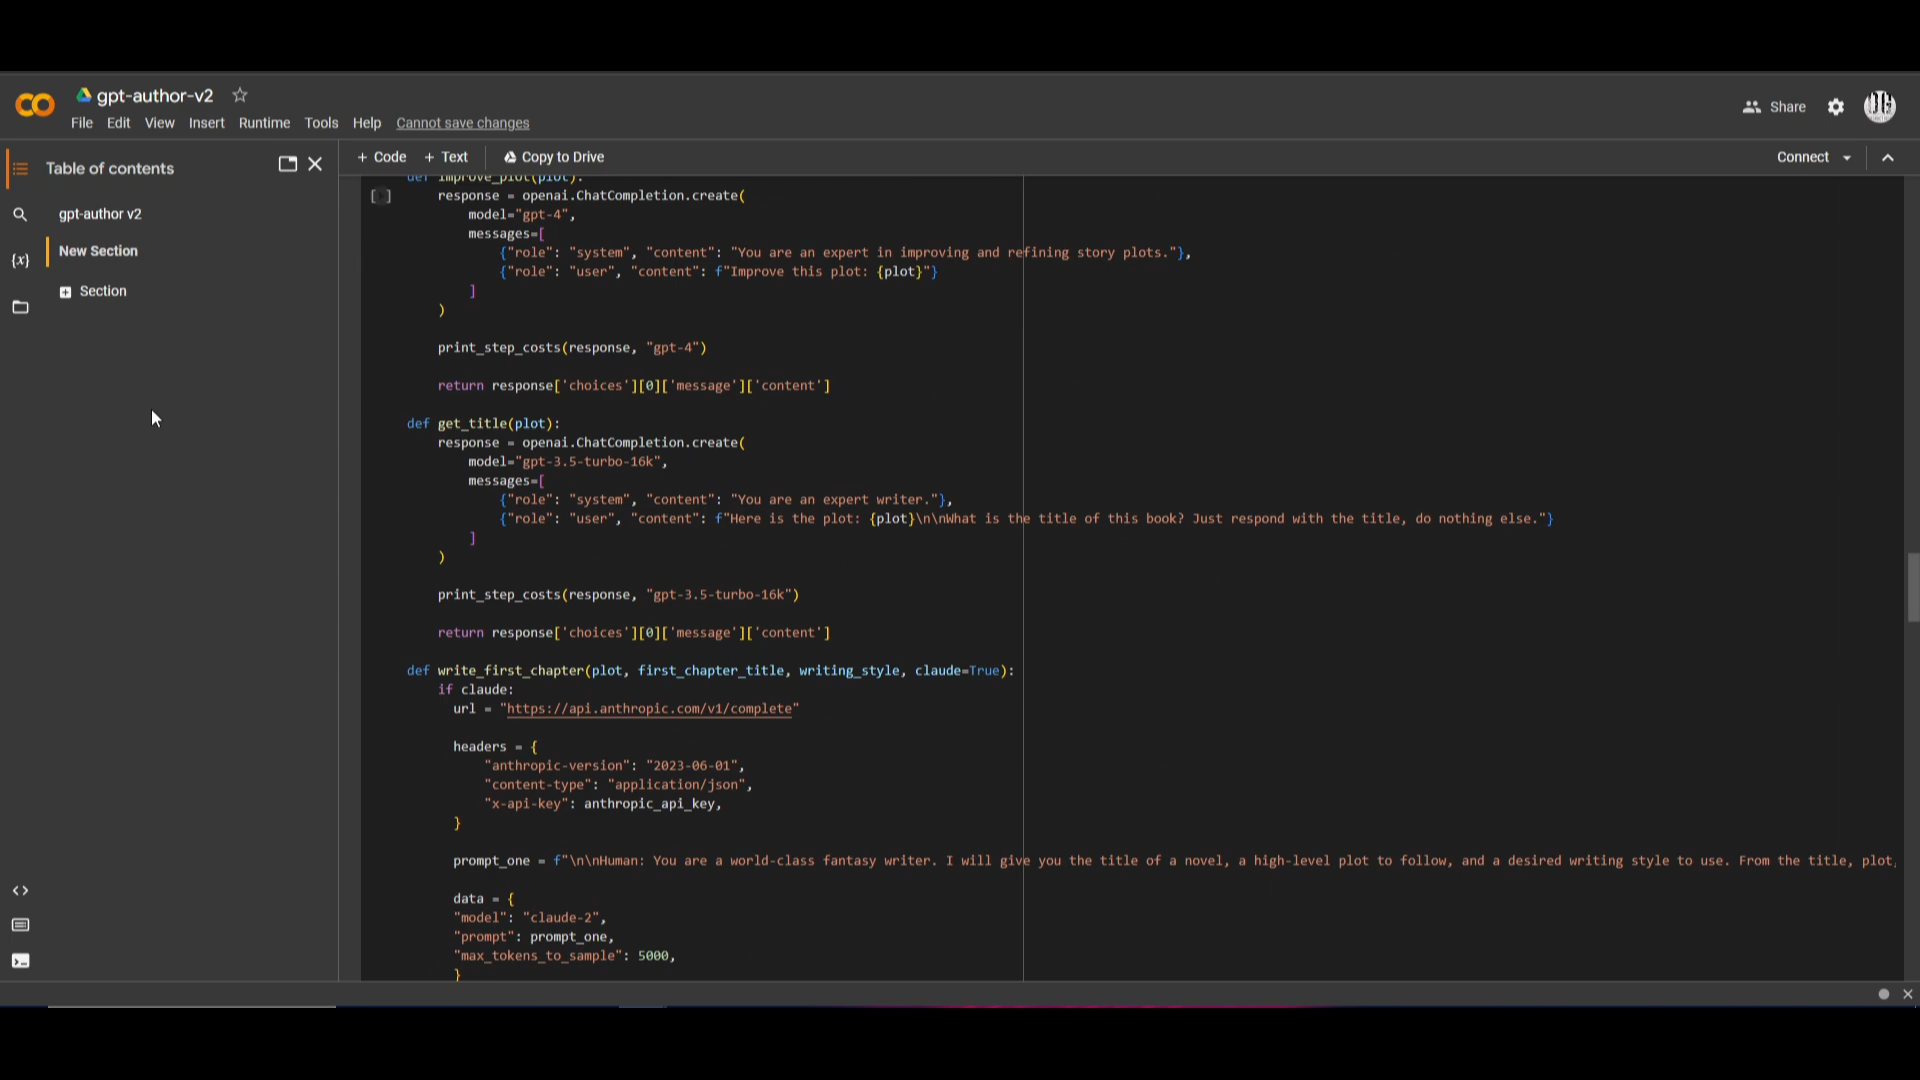 gpt-author-v2
File Edit View Insert Runtime Tools Help Cannot save changes
Share
Table of contents
+ Code + Text Copy to Drive
Connect
gpt-author v2
New Section
Section
def improve_plot(plot):
response = openai.ChatCompletion.create(
model="gpt-4",
messages=[
{"role": "system", "content": "You are an expert in improving and refining story plots."},
{"role": "user", "content": f"Improve this plot: {plot}"}
]
)
print_step_costs(response, "gpt-4")
return response['choices'][0]['message']['content']
def get_title(plot):
response = openai.ChatCompletion.create(
model="gpt-3.5-turbo-16k",
messages=[
{"role": "system", "content": "You are an expert writer."},
{"role": "user", "content": f"Here is the plot: {plot}\n\nWhat is the title of this book? Just respond with the title, do nothing else."}
]
)
print_step_costs(response, "gpt-3.5-turbo-16k")
return response['choices'][0]['message']['content']
def write_first_chapter(plot, first_chapter_title, writing_style, claude=True):
if claude:
url = "https://api.anthropic.com/v1/complete"
headers = {
"anthropic-version": "2023-06-01",
"content-type": "application/json",
"x-api-key": anthropic_api_key,
}
prompt_one = f"\n\nHuman: You are a world-class fantasy writer. I will give you the title of a novel, a high-level plot to follow, and a desired writing style to use. From the title, plot,
data = {
"model": "claude-2",
"prompt": prompt_one,
"max_tokens_to_sample": 5000,
}